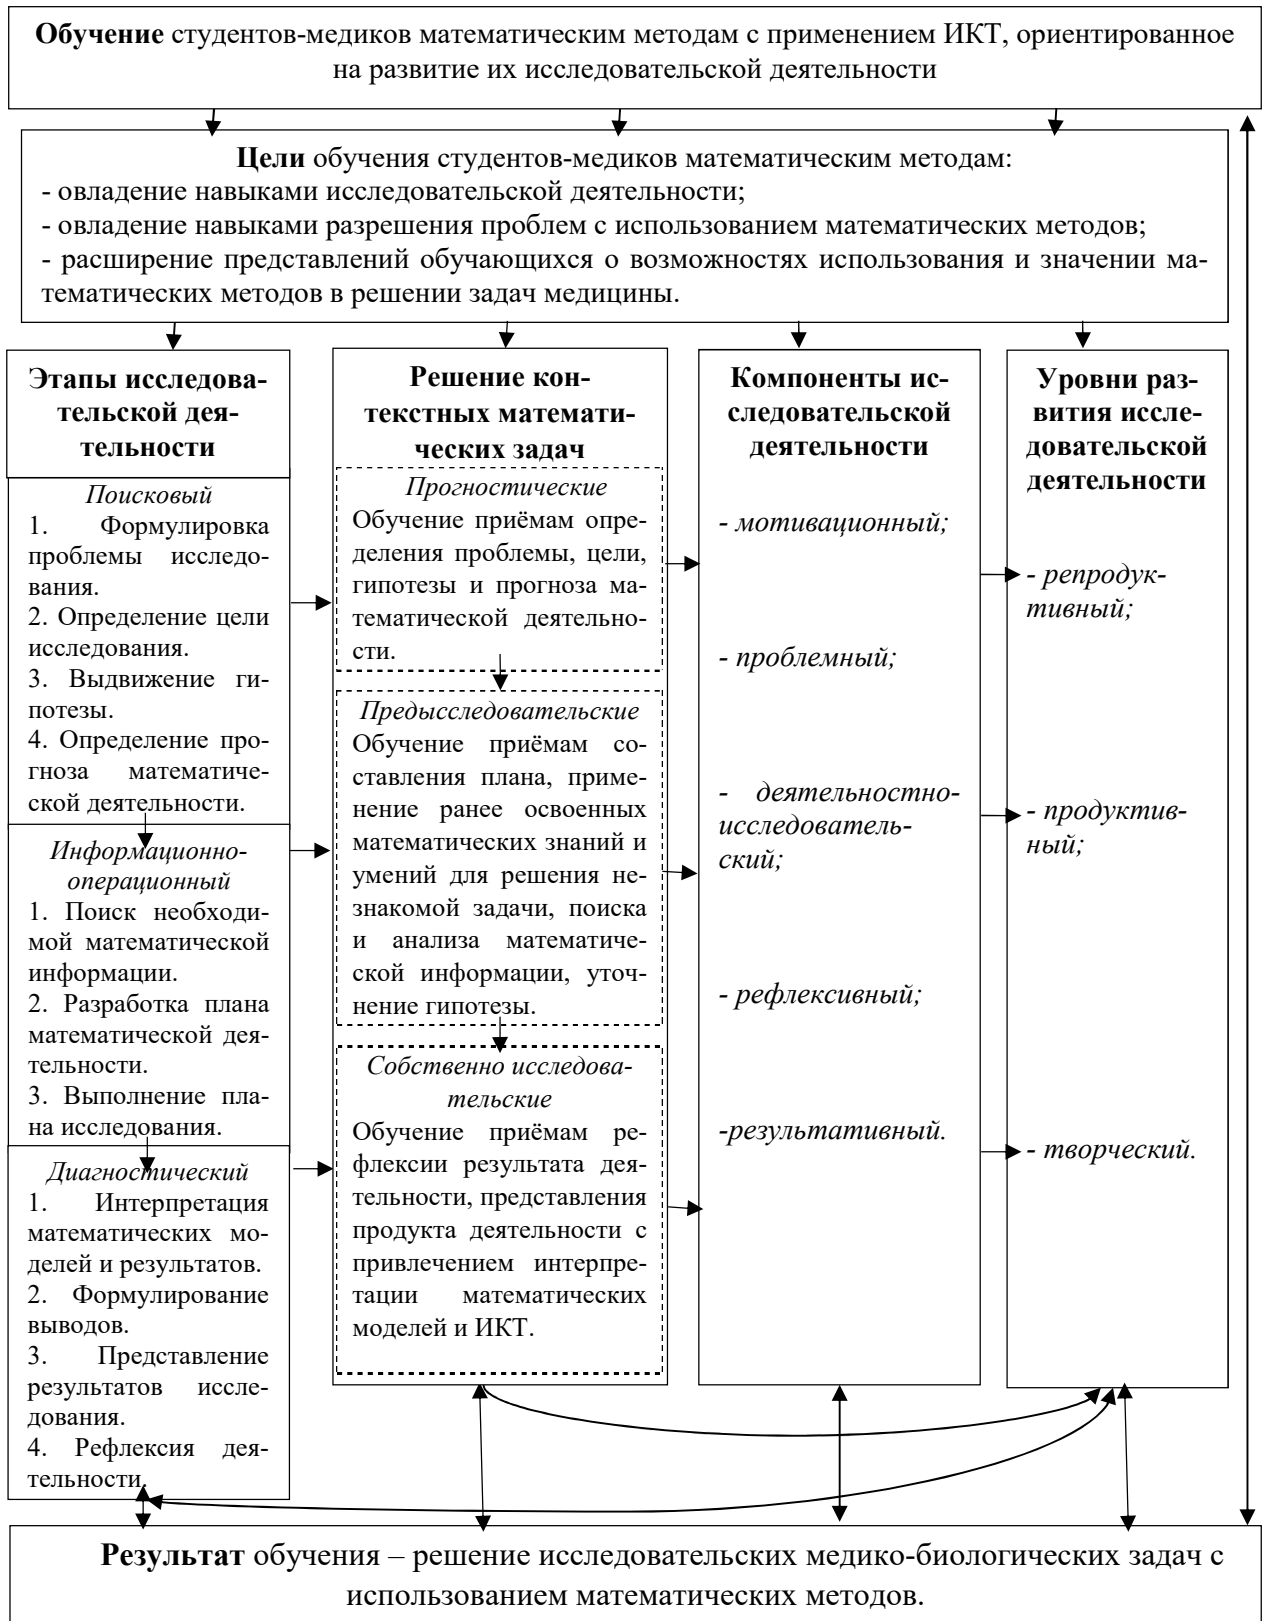 Обучение студентов-медиков математическим методам с применением ИКТ, ориентированное
на развитие их исследовательской деятельности
Цели обучения студентов-медиков математическим методам:
- овладение навыками исследовательской деятельности;
- овладение навыками разрешения проблем с использованием математических методов;
- расширение представлений обучающихся о возможностях использования и значении ма-
тематических методов в решении задач медицины.
Этапы исследова-
тельской дея-
тельности
Поисковый
1. Формулировка
проблемы исследо-
вания.
2. Определение цели
исследования.
3. Выдвижение ги-
потезы.
4. Определение про-
гноза математиче-
ской деятельности.
Информационно-
операционный
1. Поиск необходи-
мой математической
информации.
2. Разработка плана
математической дея-
тельности.
3. Выполнение пла-
на исследования.
Диагностический
1. Интерпретация
математических мо-
делей и результатов.
2. Формулирование
выводов.
3. Представление
результатов иссле-
дования.
4. Рефлексия дея-
тельности.
Решение кон-
текстных математи-
ческих задач
Прогностические
Обучение приёмам опре-
деления проблемы, цели,
гипотезы и прогноза ма-
тематической деятельно-
сти.
Предысследовательские
Обучение приёмам со-
ставления плана, приме-
нение ранее освоенных
математических знаний и
умений для решения не-
знакомой задачи, поиска
и анализа математиче-
ской информации, уточ-
нение гипотезы.
Собственно исследова-
тельские
Обучение приёмам ре-
флексии результата дея-
тельности, представления
продукта деятельности с
привлечением интерпре-
тации математических
моделей и ИКТ.
Компоненты ис-
следовательской
деятельности
- мотивационный;
- проблемный;
- деятельностно-
исследователь-
ский;
- рефлексивный;
-результативный.
Уровни раз-
вития иссле-
довательской
деятельности
- репродук-
тивный;
- продуктив-
ный;
- творческий.
Результат обучения – решение исследовательских медико-биологических задач с
использованием математических методов.